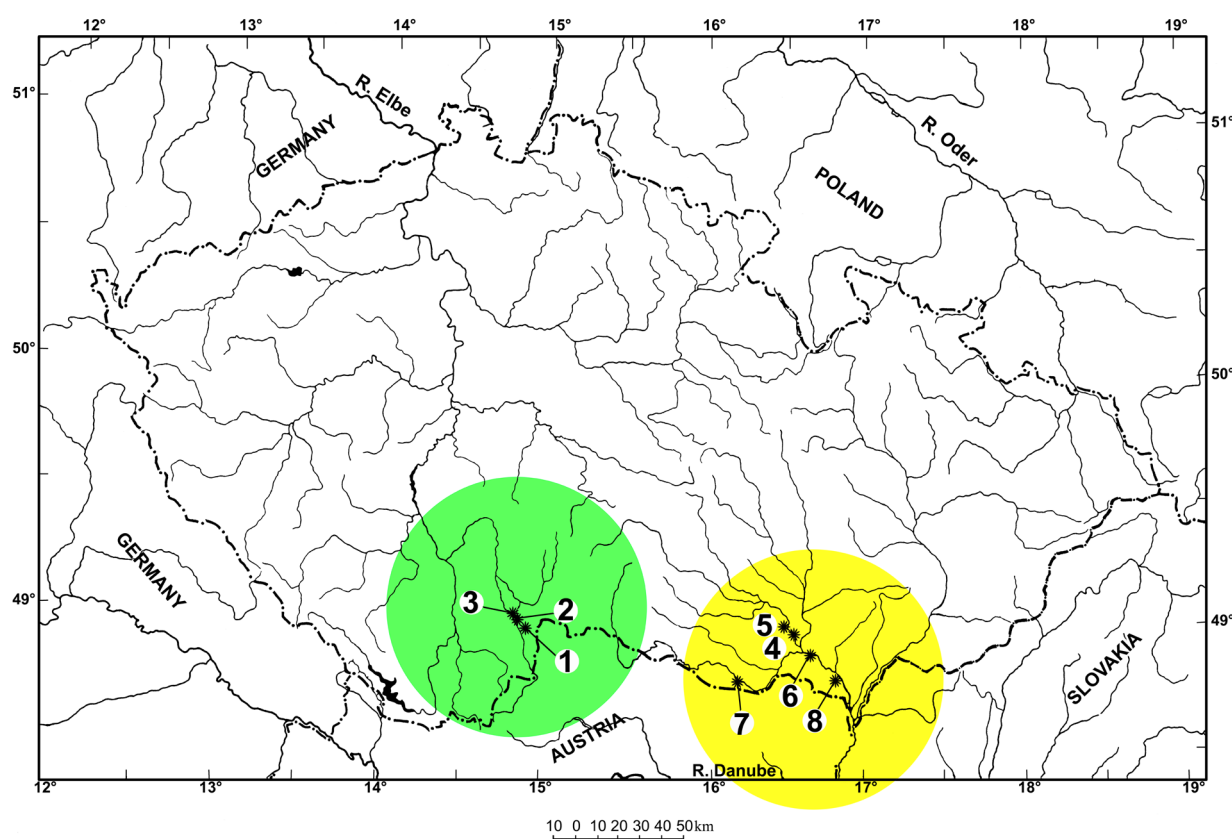 12° 13° 14° 15° 16° 17° 18° 19°
51°
51°
R. Elbe
GERMANY
R. Oder
POLAND
50°
50°
49°
49°
GERMANY
SLOVAKIA
AUSTRIA
R. Danube
3
2
1
5
4
6
7
8
12° 13° 14° 15° 16° 17° 18° 19°
10 0 10 20 30 40 50km